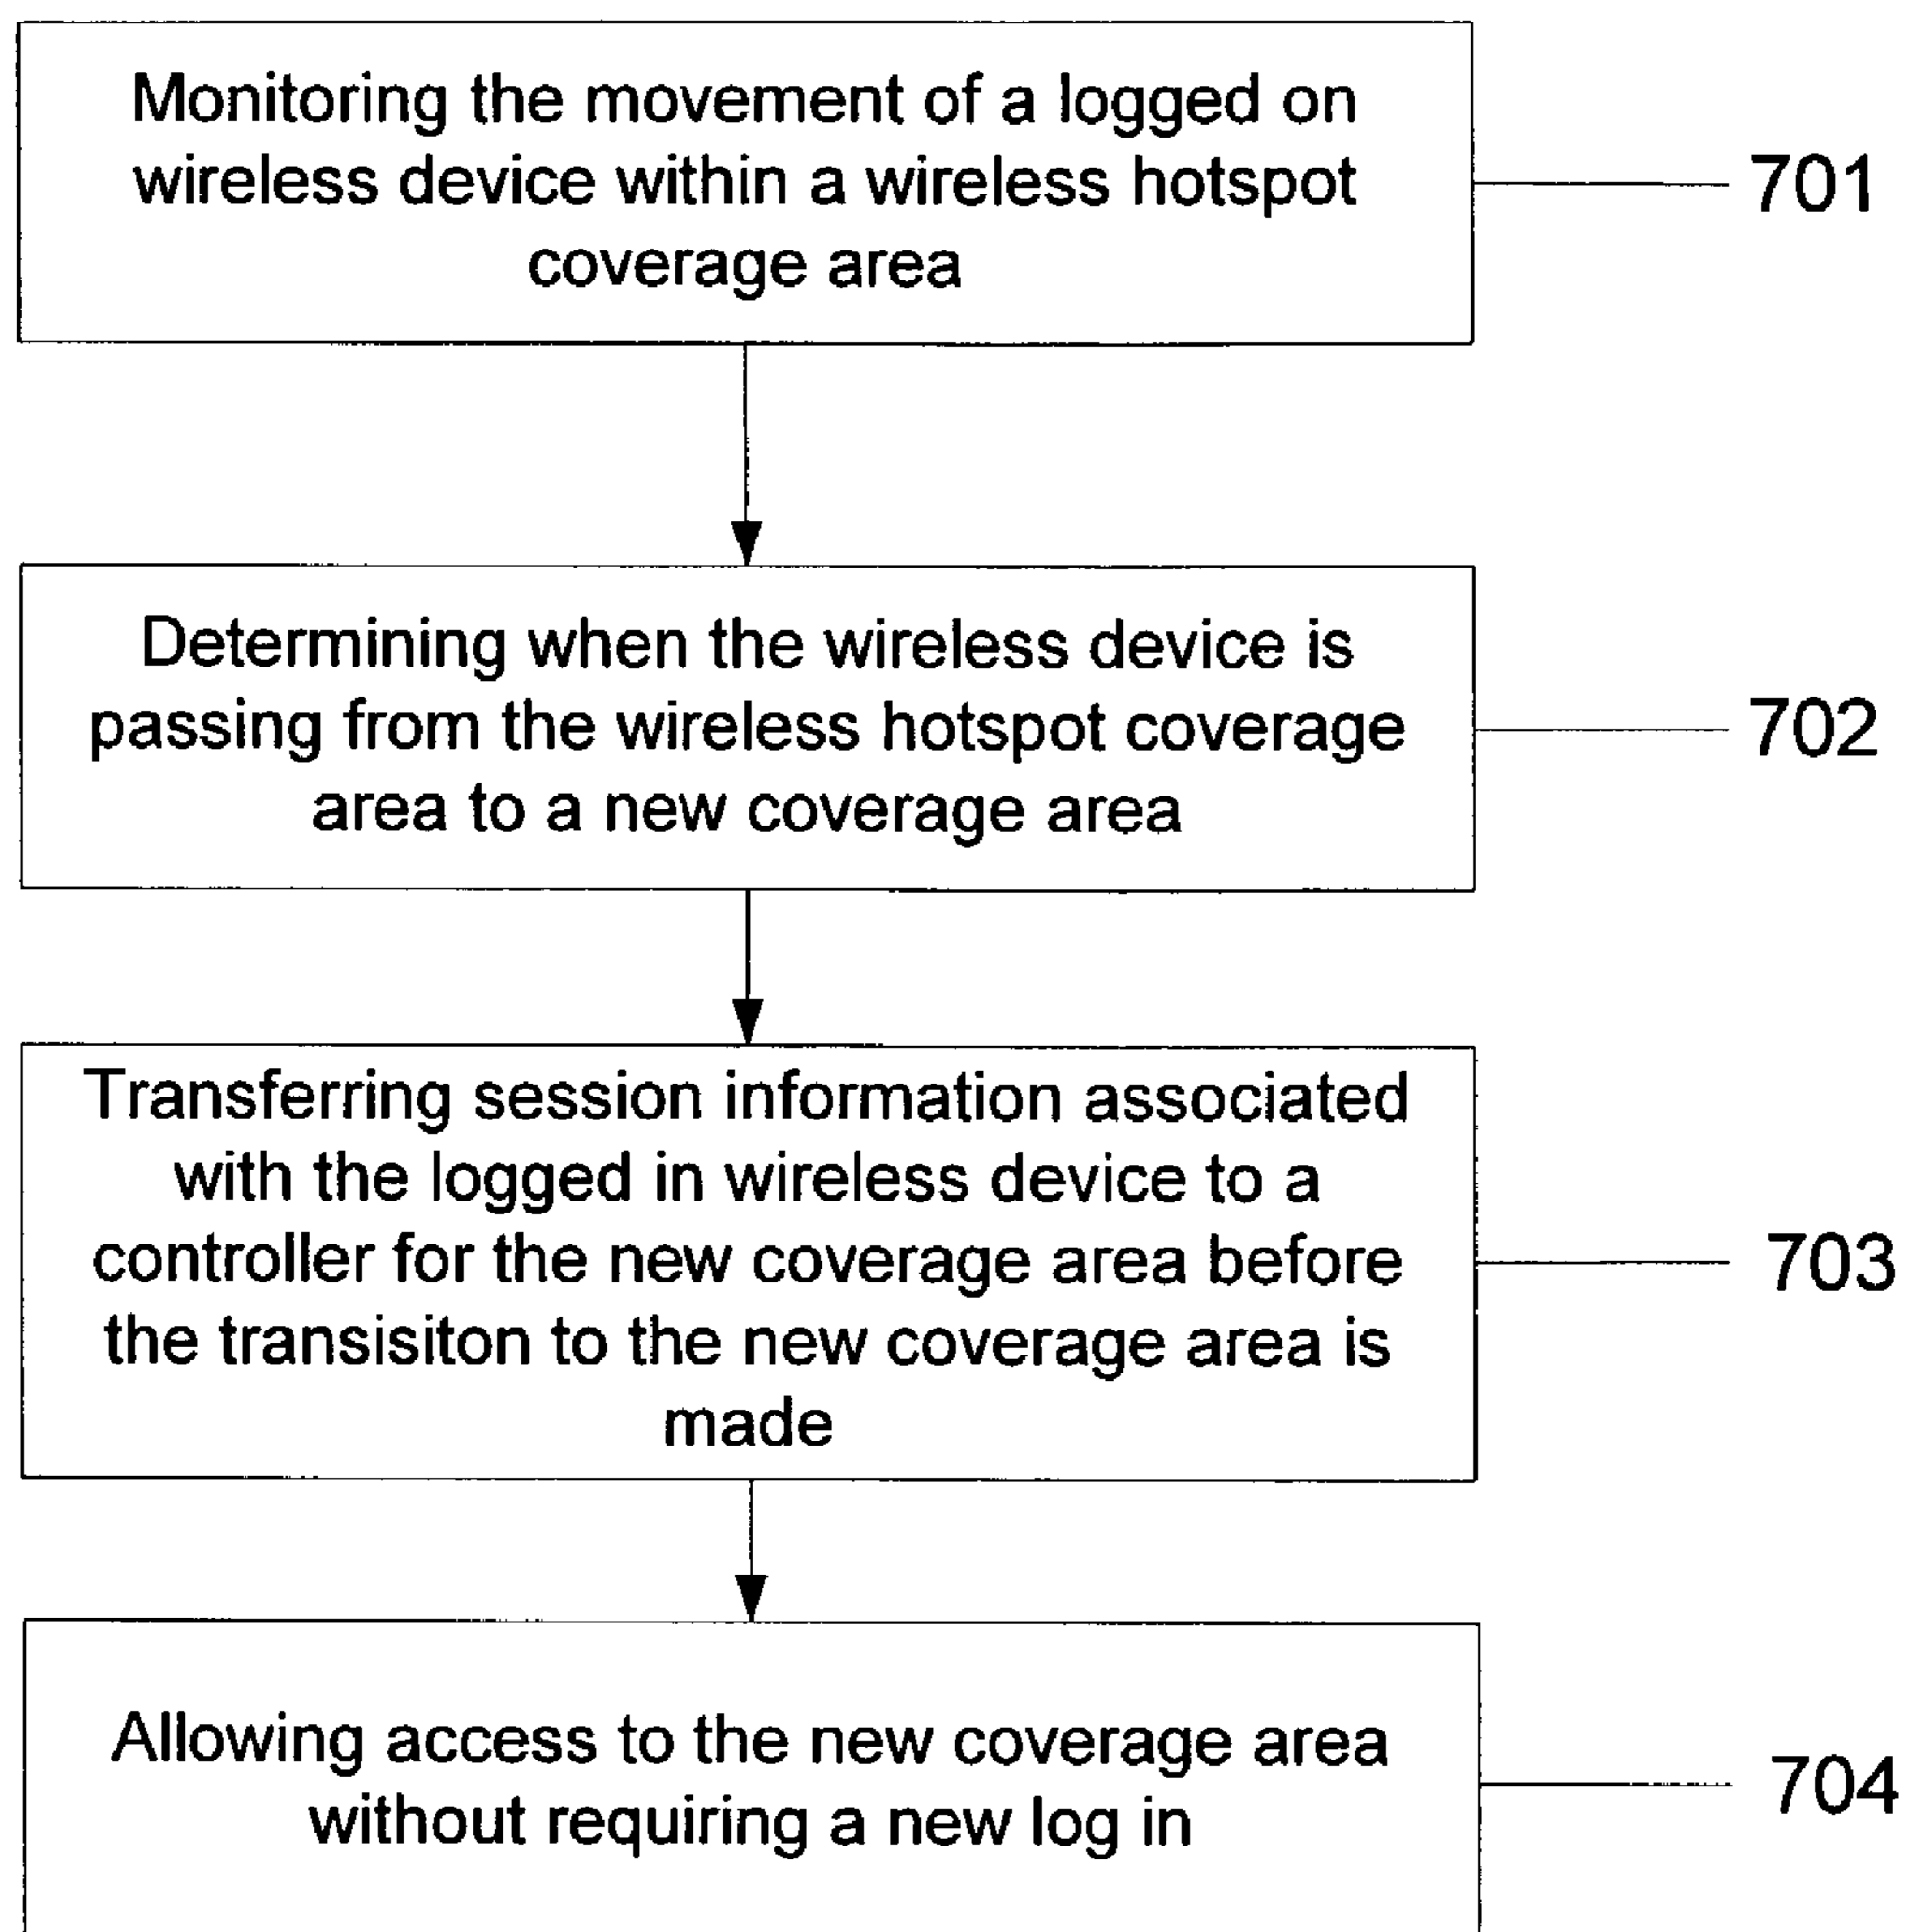 Monitoring the movement of a logged on
wireless device within a wireless hotspot
coverage area
701
Determining when the wireless device is
passing from the wireless hotspot coverage
area to a new coverage area
702
Transferring session information associated
with the logged in wireless device to a
controller for the new coverage area before
the transisiton to the new coverage area is
made
703
Allowing access to the new coverage area
without requiring a new log in
704